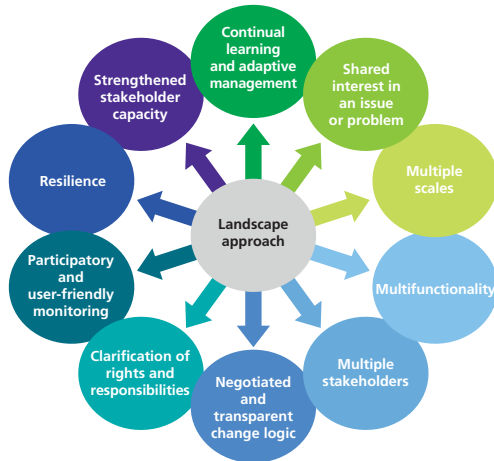 Continual
learning
and adaptive
management
Shared
interest in
an issue
or problem
Multiple
scales
Multifunctionality
Multiple
stakeholders
Negotiated
and
transparent
change logic
Clarification of
rights and
responsibilities
Participatory
and
user-friendly
monitoring
Resilience
Strengthened
stakeholder
capacity
Landscape
approach